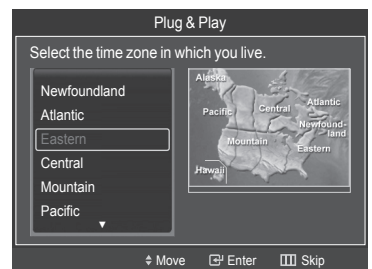 Plug & Play
Select the time zone in which you live.
Newfoundland
Atlantic
Eastern
Central
Mountain
Pacific
Alaska
Pacific
Central
Atlantic
Newfound-
land
Mountain
Eastern
Hawaii
Move Enter Skip